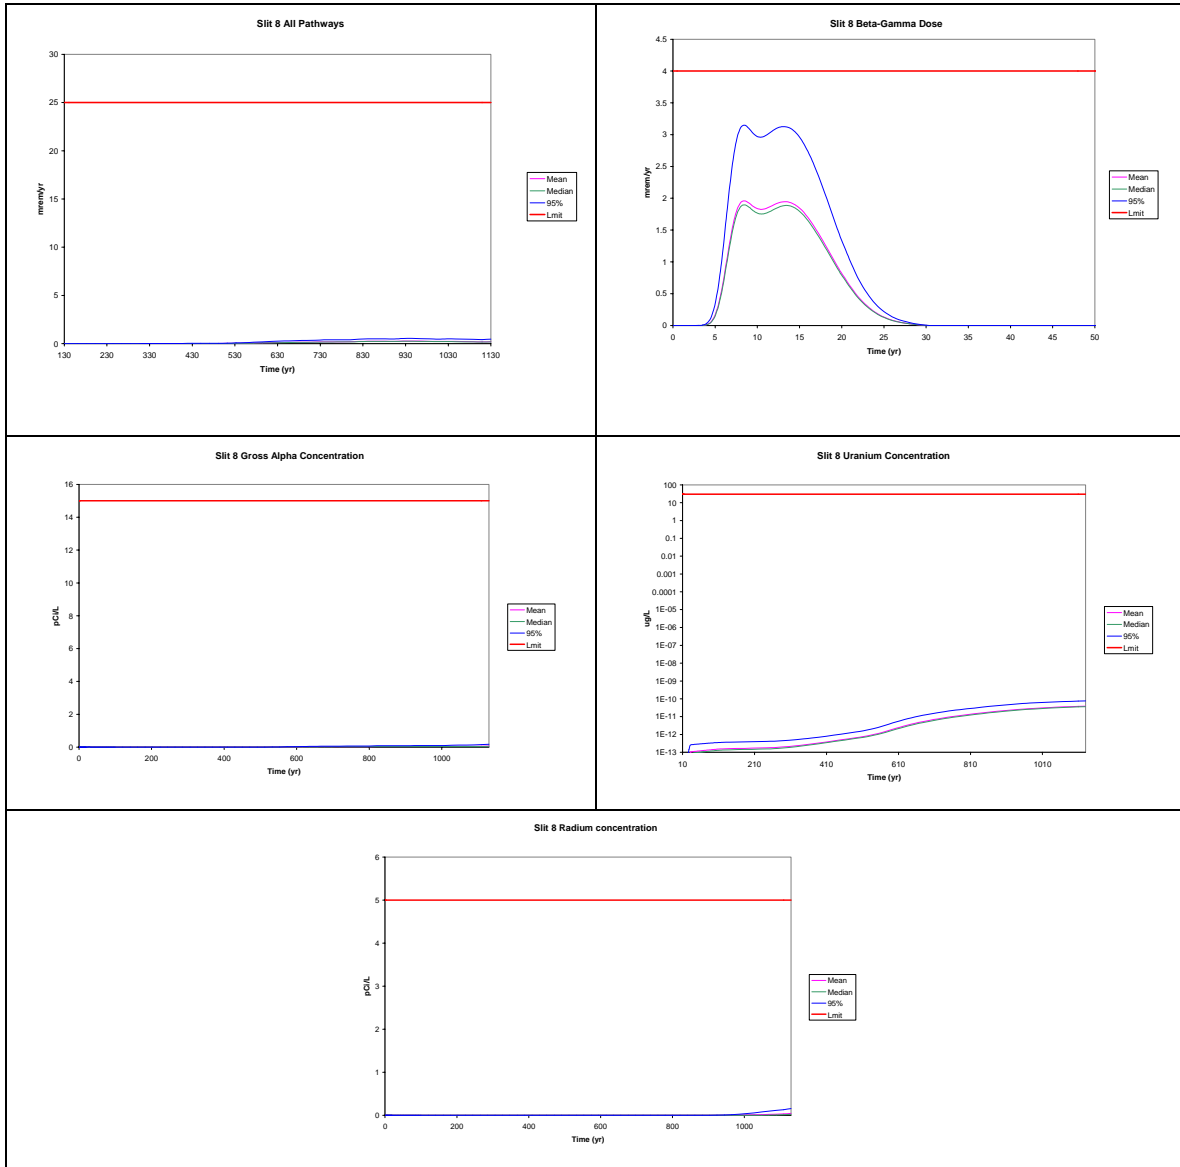 Slit 8 All Pathways
30
25
20
15
10
5
0
mrem/yr
130 230 330 430 530 630 730 830 930 1030 1130
Time (yr)
Mean
Median
95%
Lmit
Slit 8 Beta-Gamma Dose
4.5
4
3.5
3
2.5
2
1.5
1
0.5
0
mrem/yr
0 5 10 15 20 25 30 35 40 45 50
Time (yr)
Mean
Median
95%
Lmit
Slit 8 Gross Alpha Concentration
16
14
12
10
8
6
4
2
0
pCi/L
0 200 400 600 800 1000
Time (yr)
Mean
Median
95%
Lmit
Slit 8 Uranium Concentration
100
10
1
0.1
0.01
0.001
0.0001
1E-05
1E-06
1E-07
1E-08
1E-09
1E-10
1E-11
1E-12
1E-13
ug/L
10 210 410 610 810 1010
Time (yr)
Mean
Median
95%
Lmit
Slit 8 Radium concentration
6
5
4
3
2
1
0
pCi/L
0 200 400 600 800 1000
Time (yr)
Mean
Median
95%
Lmit